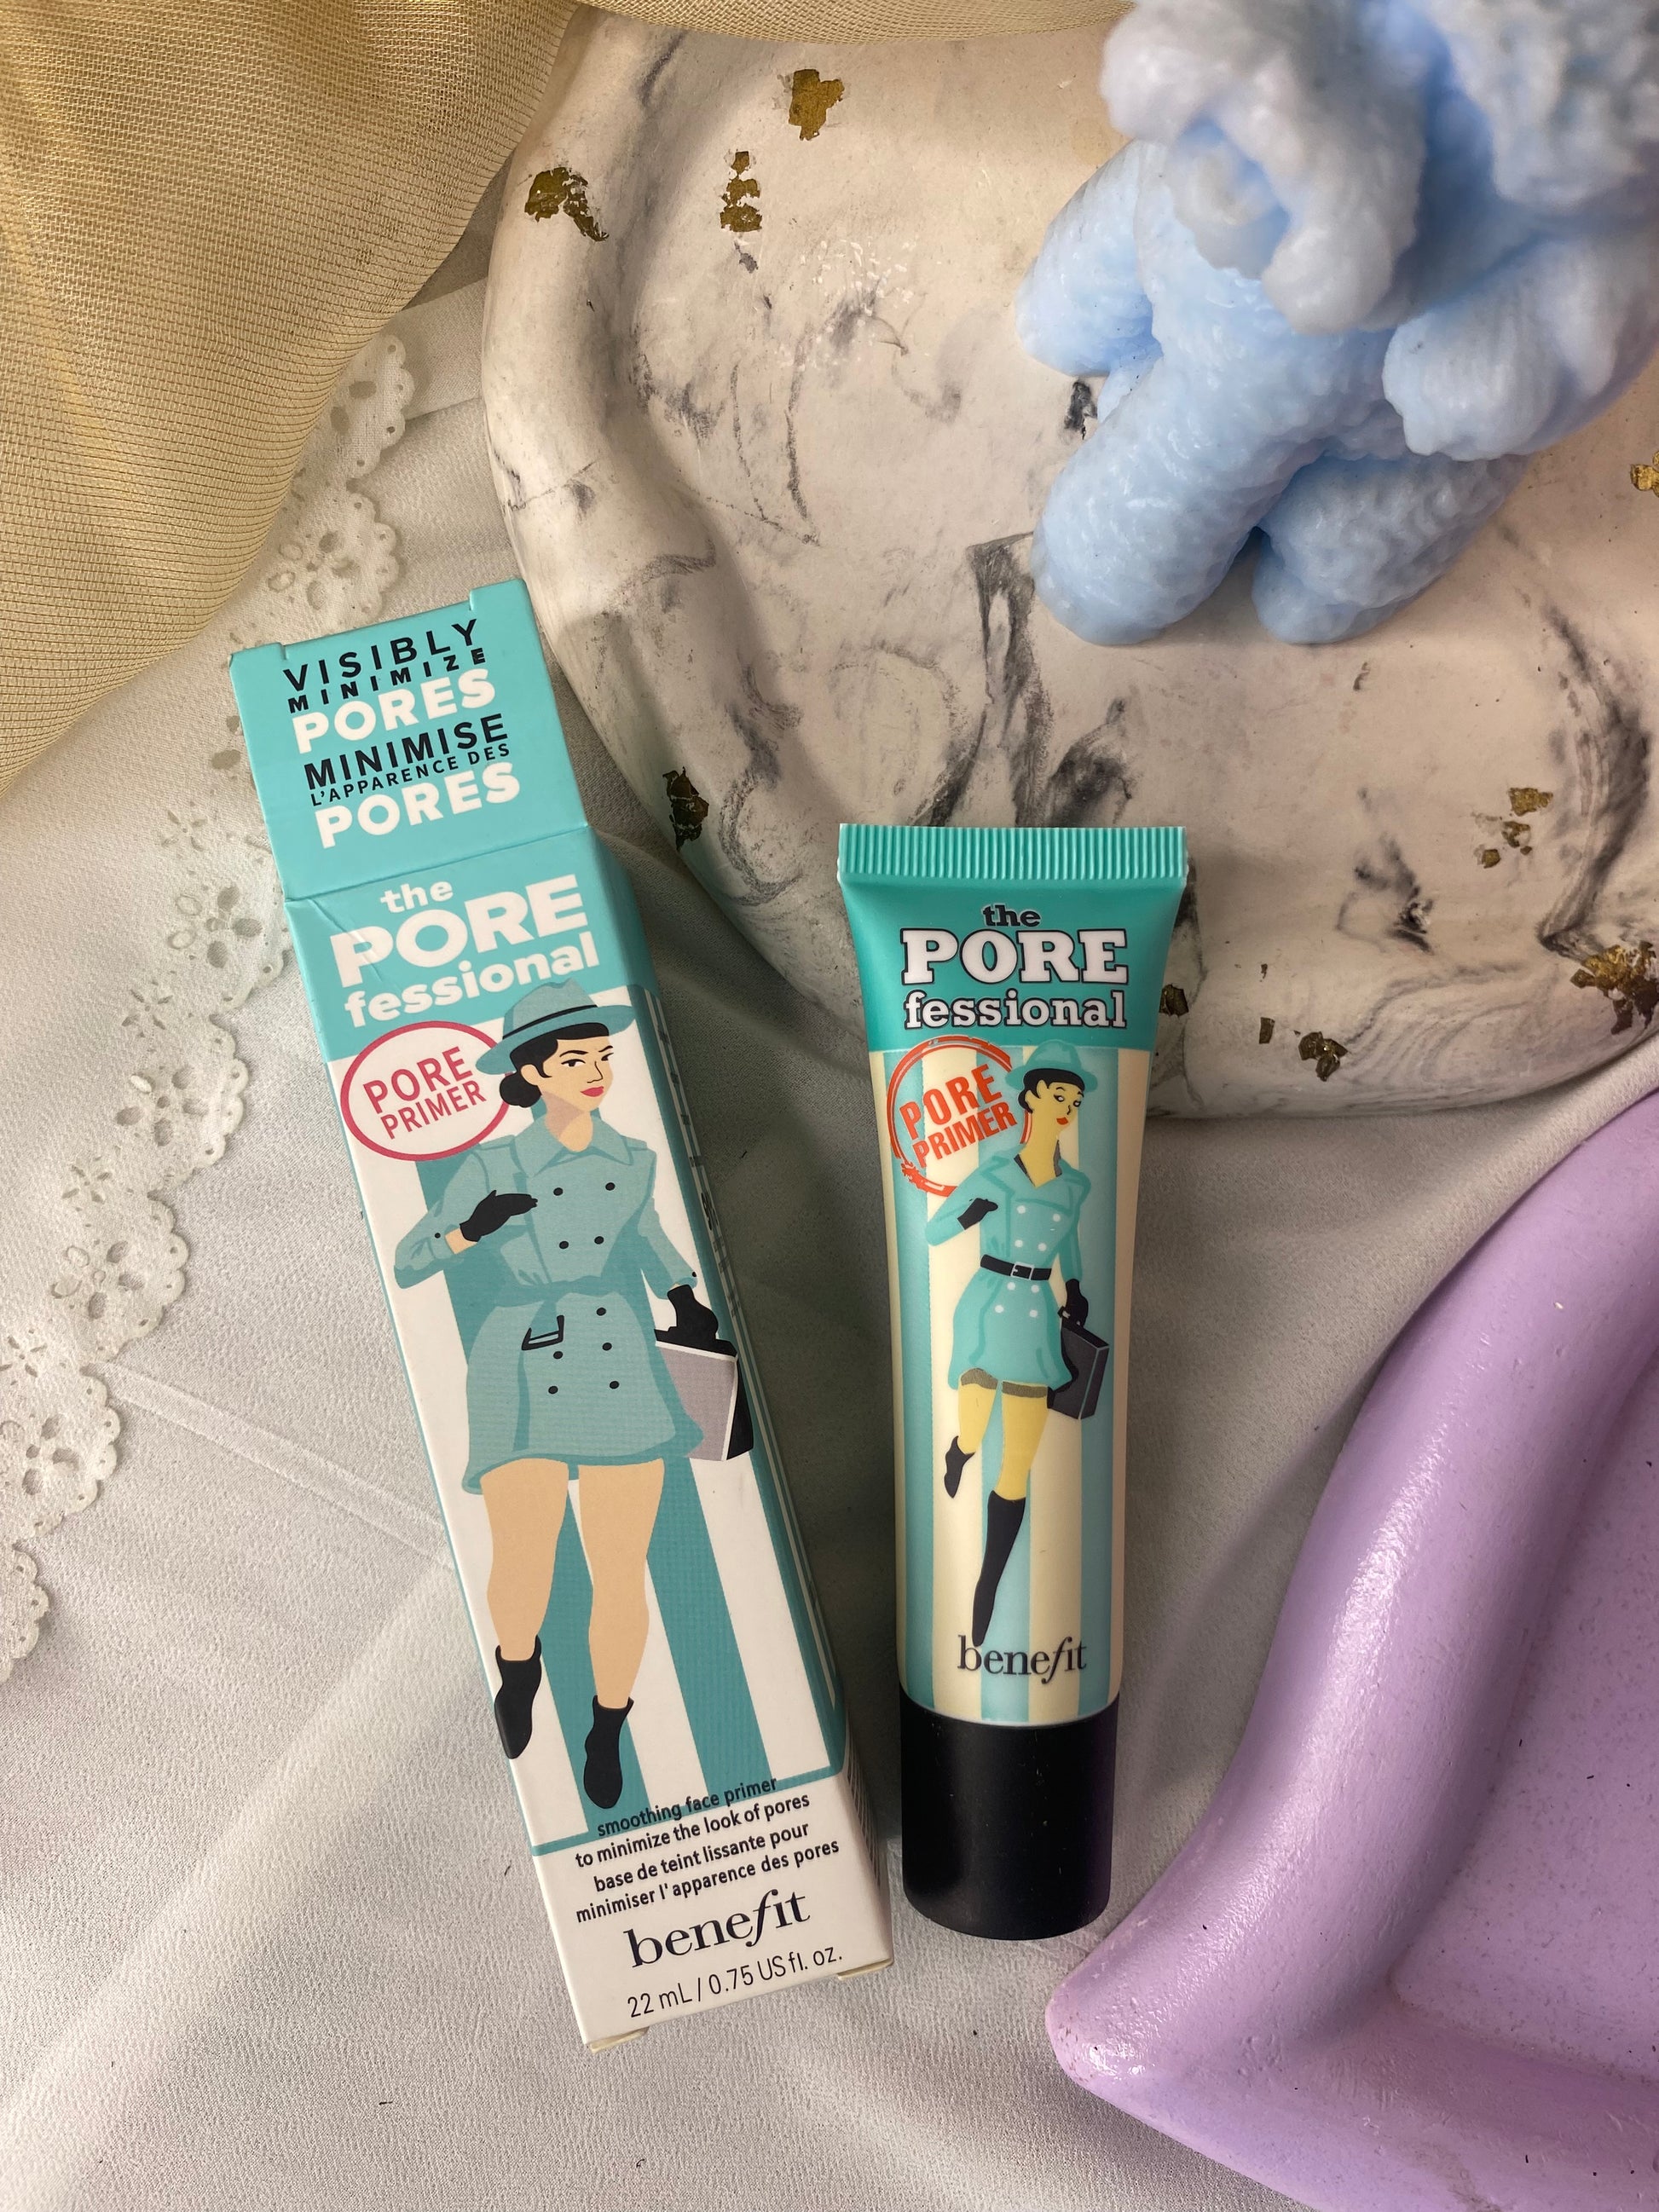 VISIBLY
MINIMIZE
PORES
MINIMISE
L'APPARENCE DES
PORES
the
PORE
fessional
PORE
PRIMER
smoothing face primer
to minimize the look of pores
base de teint lissante pour
minimiser l'apparence des pores
benefit
22 mL / 0.75 US fl. oz.
the
PORE
fessional
PORE
PRIMER
benefit